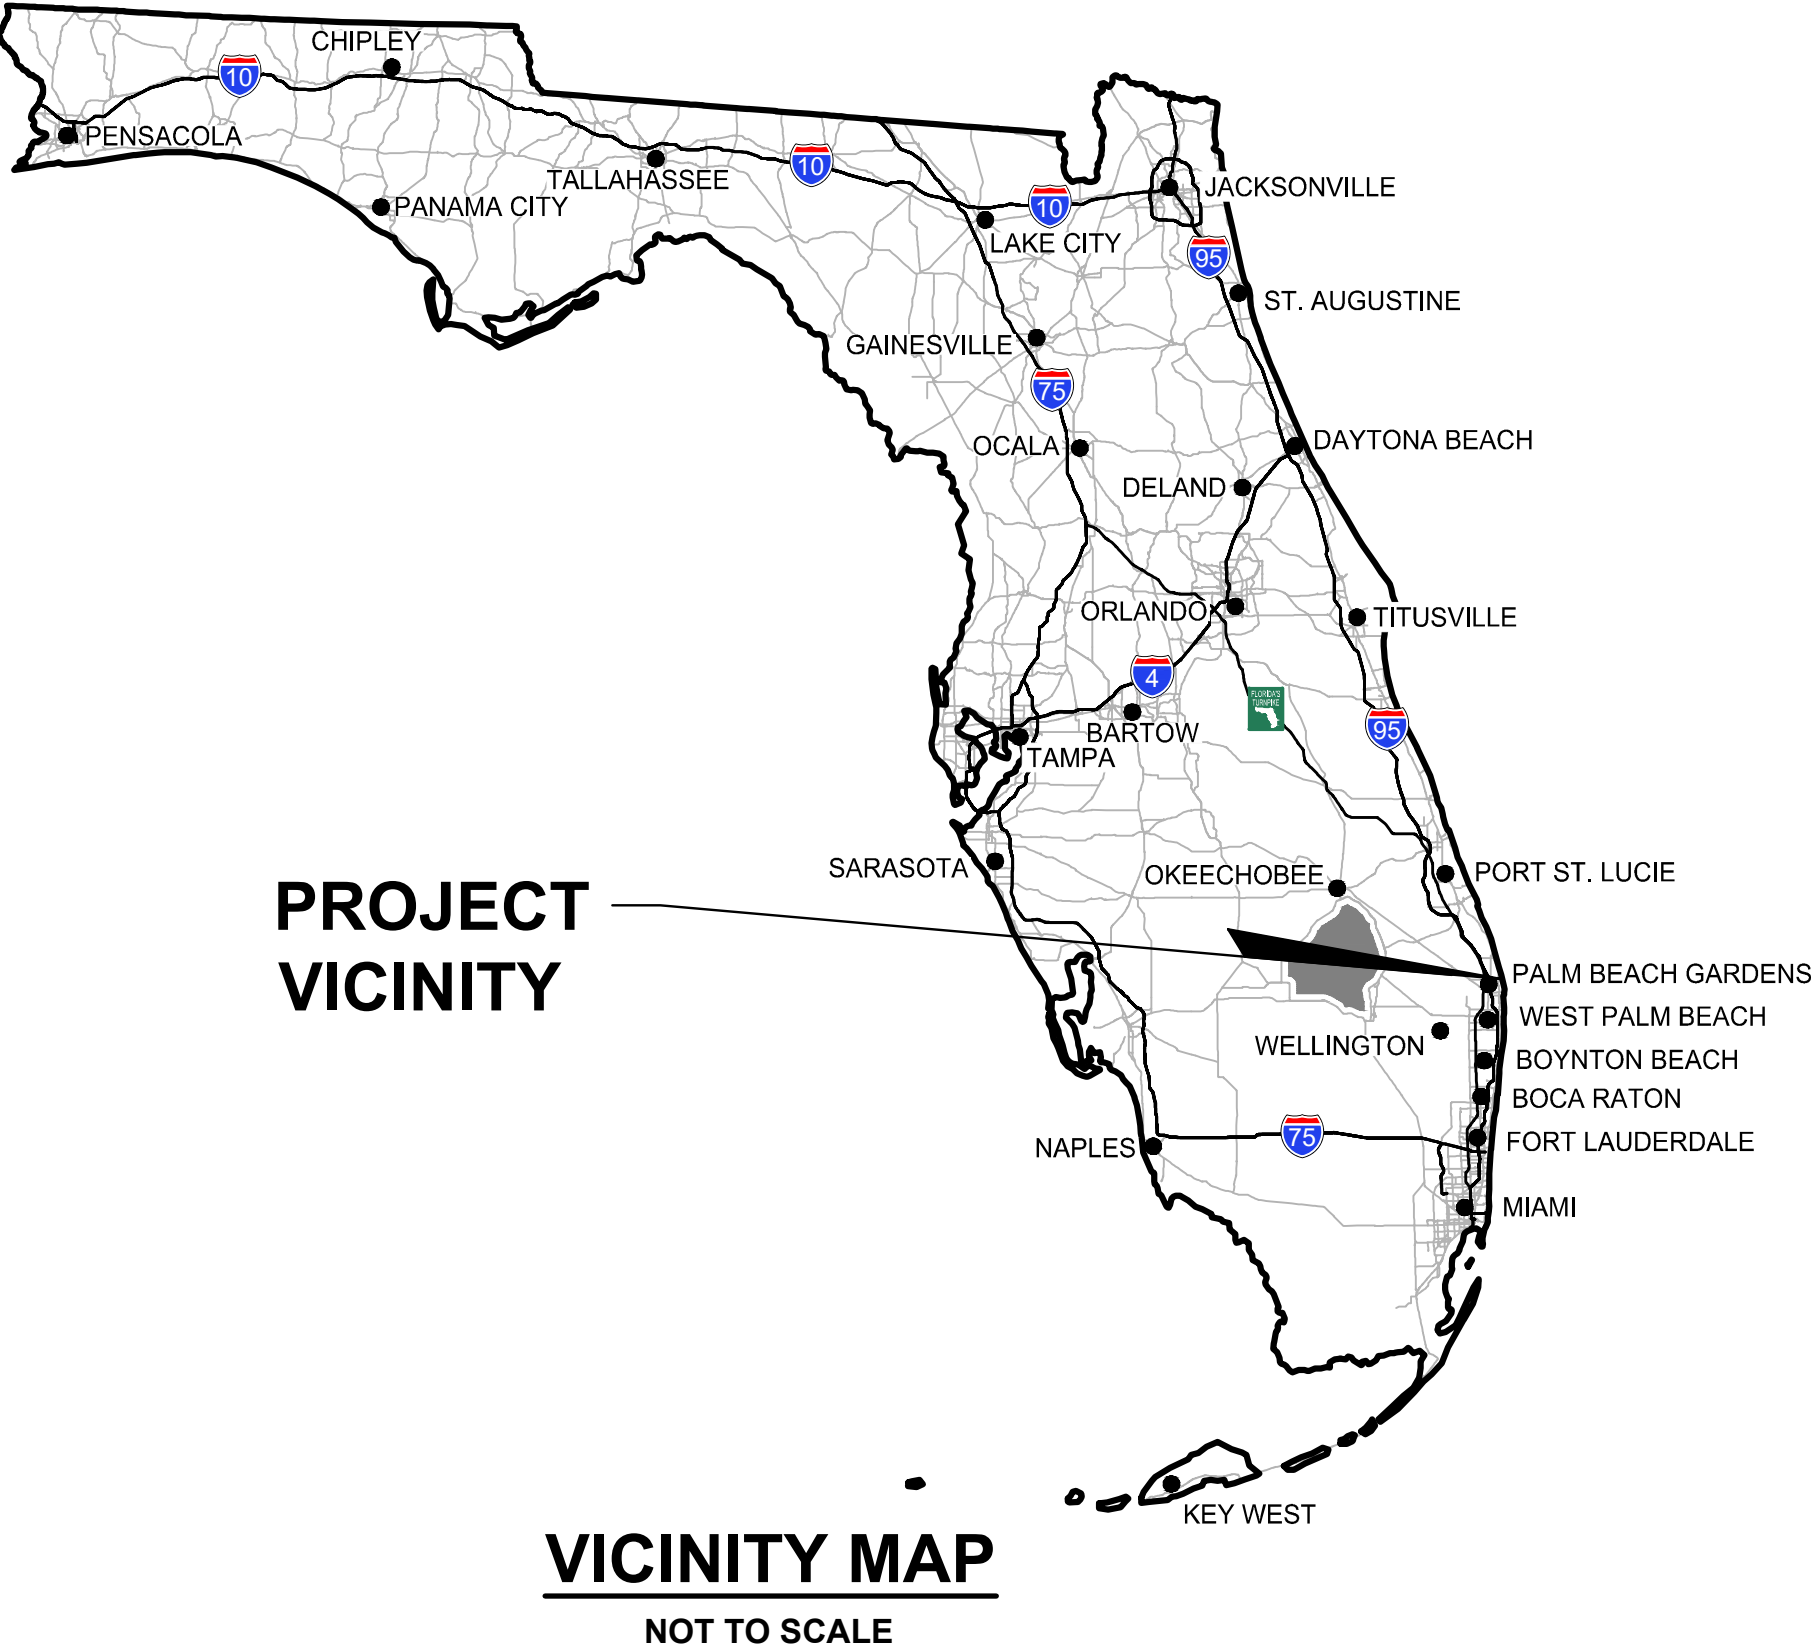 CHIPLEY
10
PENSACOLA
TALLAHASSEE
10
PANAMA CITY
10
JACKSONVILLE
LAKE CITY
95
ST. AUGUSTINE
GAINESVILLE
75
OCALA
DAYTONA BEACH
DELAND
ORLANDO
TITUSVILLE
4
FLORIDA'S
TURNPIKE
95
BARTOW
TAMPA
SARASOTA
OKEECHOBEE
PORT ST. LUCIE
PROJECT
VICINITY
PALM BEACH GARDENS
WEST PALM BEACH
WELLINGTON
BOYNTON BEACH
BOCA RATON
75
FORT LAUDERDALE
NAPLES
MIAMI
KEY WEST
VICINITY MAP
NOT TO SCALE